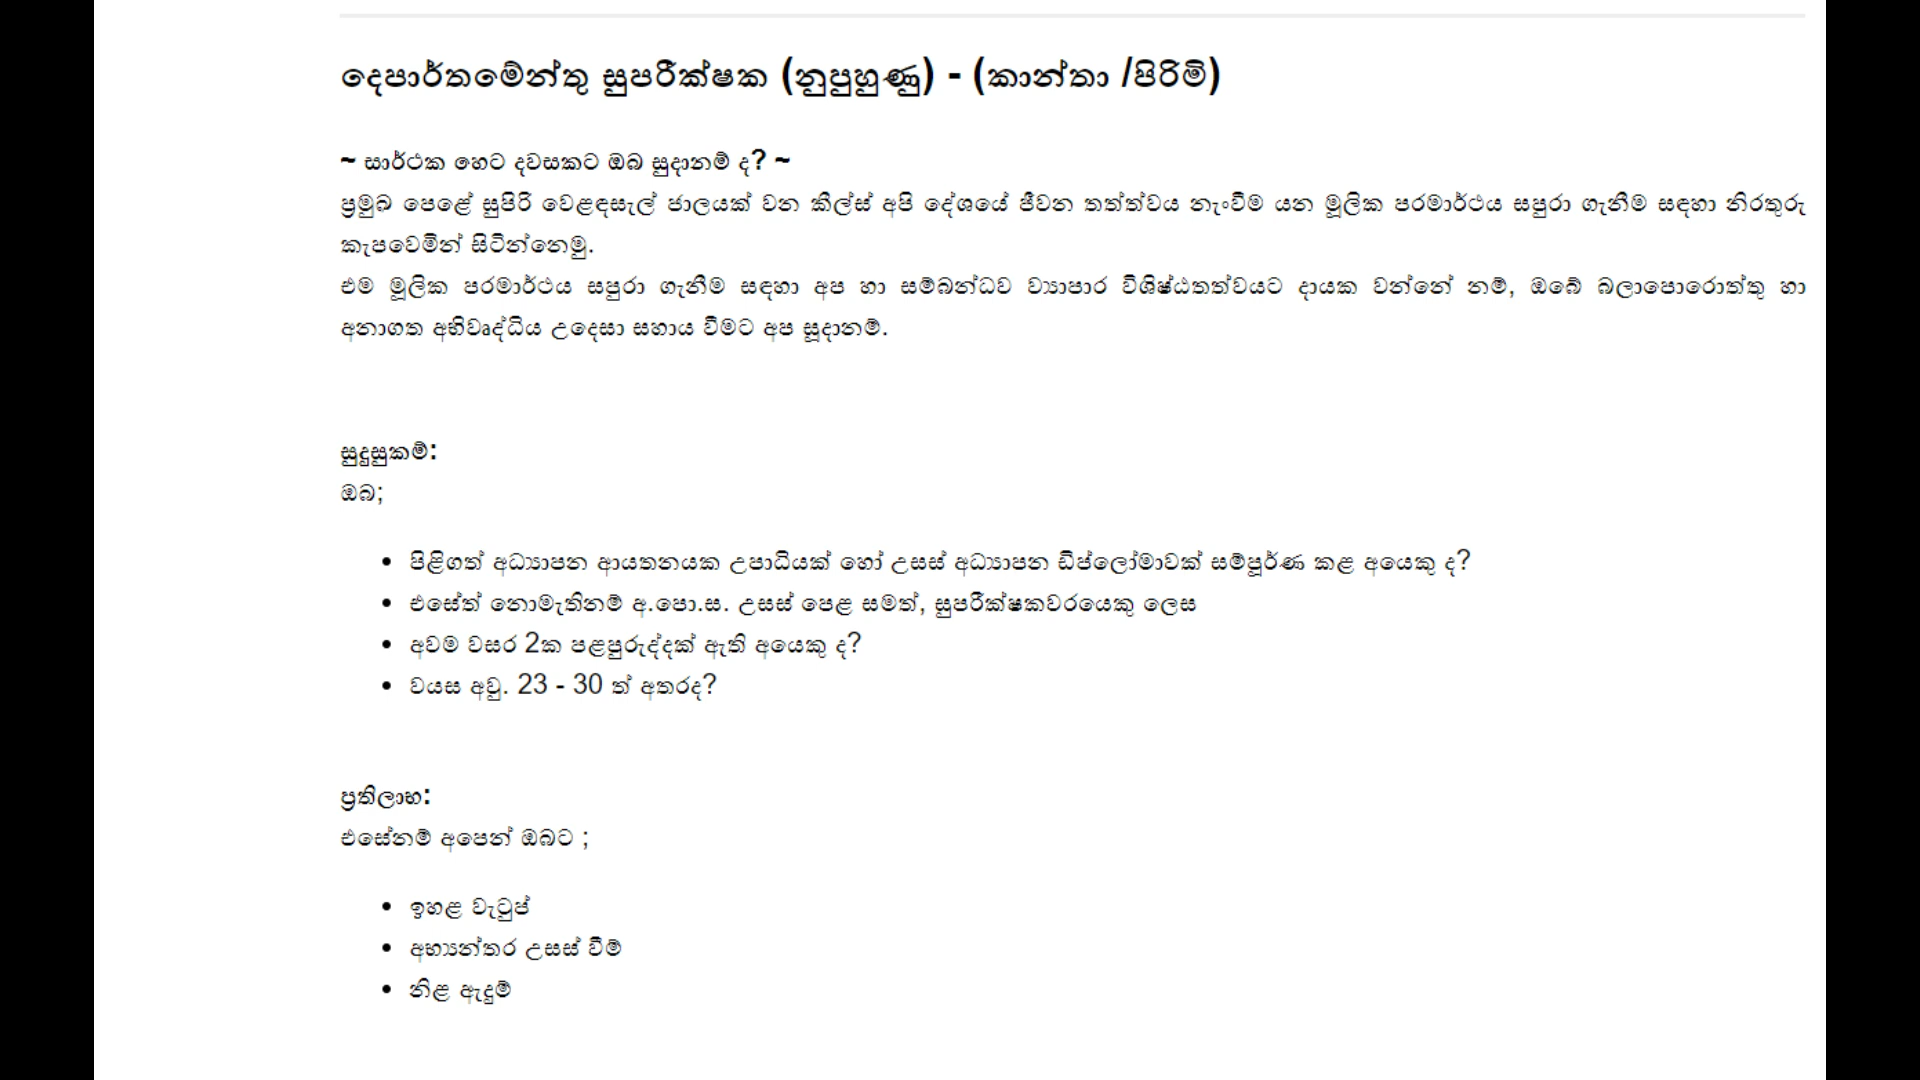 දෙපාර්තමේන්තු සුපරීක්ෂක (නුපුහුණු) - (කාන්තා /පිරිමි)
~ සාර්ථක හෙට දවසකට ඔබ සුදානම් ද? ~
ප්‍රමුඛ පෙළේ සුපිරි වෙළඳසැල් ජාලයක් වන කීල්ස් අපි දේශයේ ජීවන තත්ත්වය නැංවීම යන මූලික පරමාර්ථය සපුරා ගැනීම සඳහා නිරතුරු
කැපවෙමින් සිටින්නෙමු.
එම මූලික පරමාර්ථය සපුරා ගැනීම සඳහා අප හා සම්බන්ධව ව්‍යාපාර විශිෂ්ඨතත්වයට දායක වන්නේ නම්, ඔබේ බලාපොරොත්තු හා
අනාගත අභිවෘද්ධිය උදෙසා සහාය වීමට අප සූදානම්.
සුදුසුකම්:
ඔබ;
• පිළිගත් අධ්‍යාපන ආයතනයක උපාධියක් හෝ උසස් අධ්‍යාපන ඩිප්ලෝමාවක් සම්පූර්ණ කළ අයෙකු ද?
• එසේත් නොමැතිනම් අ.පො.ස. උසස් පෙළ සමත්, සුපරීක්ෂකවරයෙකු ලෙස
• අවම වසර 2ක පළපුරුද්දක් ඇති අයෙකු ද?
• වයස අවු. 23 - 30 ත් අතරද?
ප්‍රතිලාභ:
එසේනම් අපෙන් ඔබට ;
• ඉහළ වැටුප්
• අභ්‍යන්තර උසස් වීම්
• නිළ ඇඳුම්